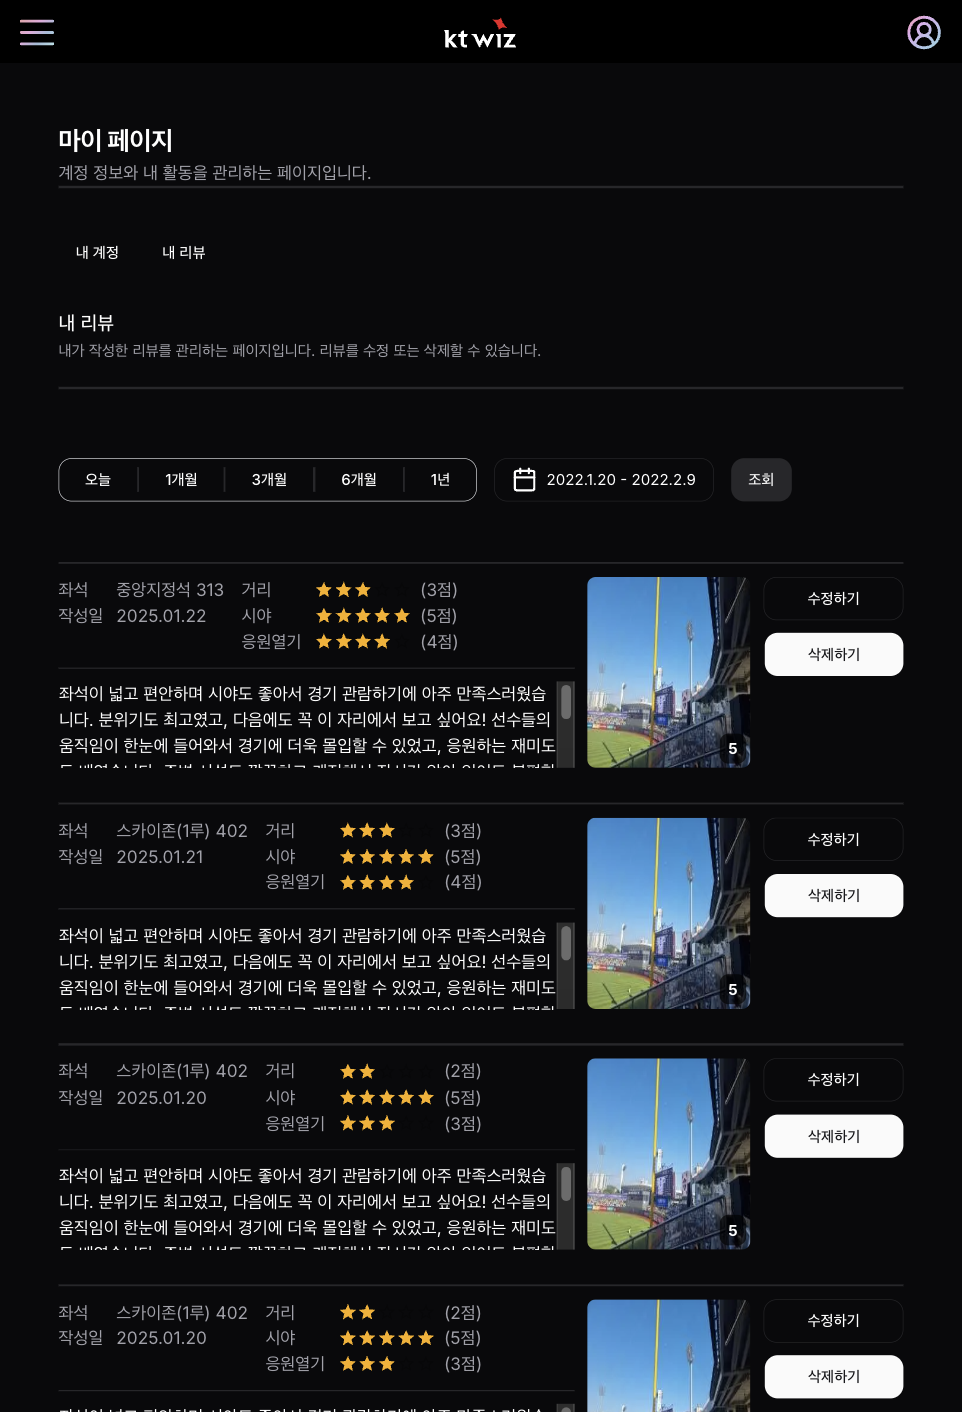 kt wiz
마이 페이지
계정 정보와 내 활동을 관리하는 페이지입니다.
내 계정 내 리뷰
내 리뷰
내가 작성한 리뷰를 관리하는 페이지입니다. 리뷰를 수정 또는 삭제할 수 있습니다.
오늘 1개월 3개월 6개월 1년 2022.1.20 - 2022.2.9 조회
좌석 중앙지정석 313 거리 ★★★ (3점)
작성일 2025.01.22 시야 ★★★★★ (5점)
응원열기 ★★★★ (4점)
좌석이 넓고 편안하며 시야도 좋아서 경기 관람하기에 아주 만족스러웠습
니다. 분위기도 최고였고, 다음에도 꼭 이 자리에서 보고 싶어요! 선수들의
움직임이 한눈에 들어와서 경기에 더욱 몰입할 수 있었고, 응원하는 재미도
5
수정하기
삭제하기
좌석 스카이존(1루) 402 거리 ★★★ (3점)
작성일 2025.01.21 시야 ★★★★★ (5점)
응원열기 ★★★★ (4점)
좌석이 넓고 편안하며 시야도 좋아서 경기 관람하기에 아주 만족스러웠습
니다. 분위기도 최고였고, 다음에도 꼭 이 자리에서 보고 싶어요! 선수들의
움직임이 한눈에 들어와서 경기에 더욱 몰입할 수 있었고, 응원하는 재미도
5
수정하기
삭제하기
좌석 스카이존(1루) 402 거리 ★★ (2점)
작성일 2025.01.20 시야 ★★★★★ (5점)
응원열기 ★★★ (3점)
좌석이 넓고 편안하며 시야도 좋아서 경기 관람하기에 아주 만족스러웠습
니다. 분위기도 최고였고, 다음에도 꼭 이 자리에서 보고 싶어요! 선수들의
움직임이 한눈에 들어와서 경기에 더욱 몰입할 수 있었고, 응원하는 재미도
5
수정하기
삭제하기
좌석 스카이존(1루) 402 거리 ★★ (2점)
작성일 2025.01.20 시야 ★★★★★ (5점)
응원열기 ★★★ (3점)
수정하기
삭제하기